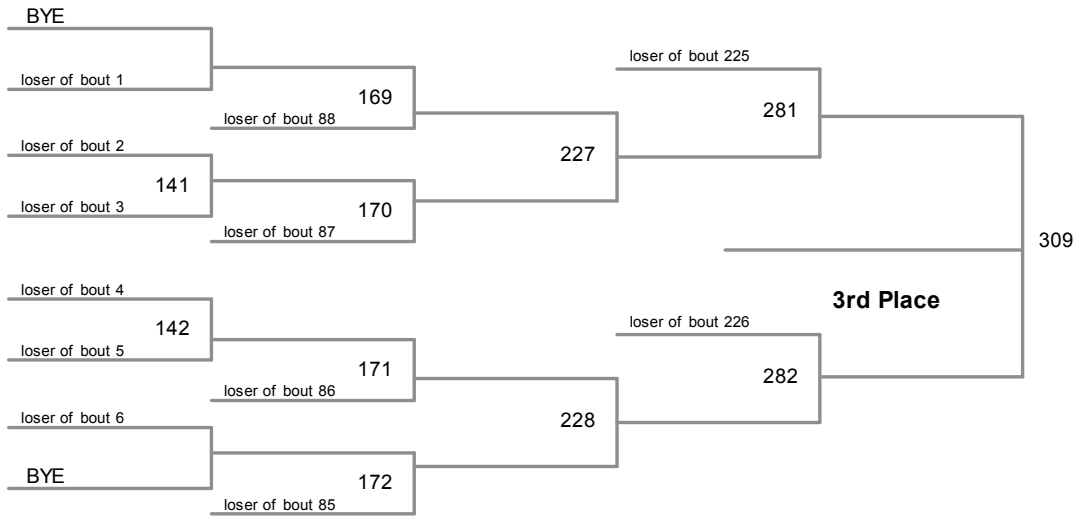 BYE
loser of bout 1
169
loser of bout 88
loser of bout 2
141
loser of bout 3
170
loser of bout 87
227
loser of bout 225
281
309
3rd Place
loser of bout 4
142
loser of bout 5
171
loser of bout 86
loser of bout 6
BYE
172
loser of bout 85
228
loser of bout 226
282